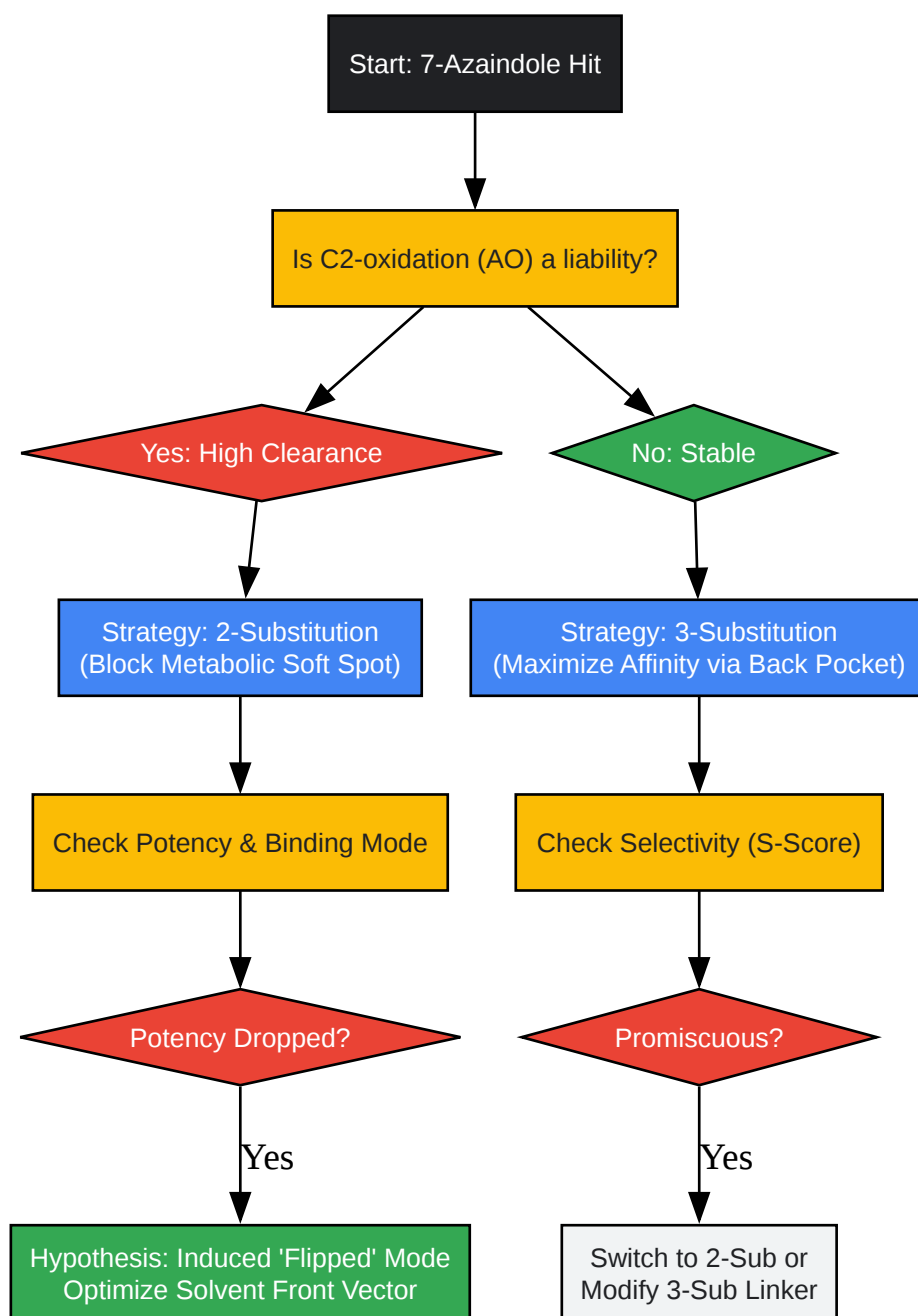 Start: 7-Azaindole Hit
Is C2-oxidation (AO) a liability?
Yes: High Clearance
No: Stable
Strategy: 2-Substitution
(Block Metabolic Soft Spot)
Strategy: 3-Substitution
(Maximize Affinity via Back Pocket)
Check Potency & Binding Mode
Check Selectivity (S-Score)
Potency Dropped?
Promiscuous?
Yes
Yes
Hypothesis: Induced 'Flipped' Mode
Optimize Solvent Front Vector
Switch to 2-Sub or
Modify 3-Sub Linker